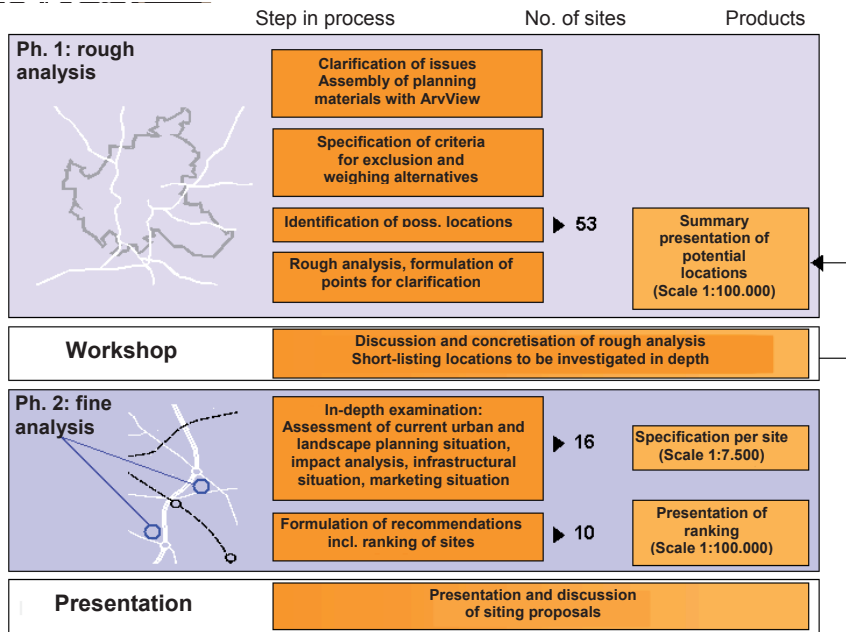 Step in process No. of sites Products
Ph. 1: rough
analysis
Clarification of issues
Assembly of planning
materials with ArvView
Specification of criteria
for exclusion and
weighing alternatives
Identification of poss. locations
53
Rough analysis, formulation of
points for clarification
Summary
presentation of
potential
locations
(Scale 1:100.000)
Workshop
Discussion and concretisation of rough analysis
Short-listing locations to be investigated in depth
Ph. 2: fine
analysis
In-depth examination:
Assessment of current urban and
landscape planning situation,
impact analysis, infrastructural
situation, marketing situation
16
Specification per site
(Scale 1:7.500)
Formulation of recommendations
incl. ranking of sites
10
Presentation of
ranking
(Scale 1:100.000)
Presentation
Presentation and discussion
of siting proposals